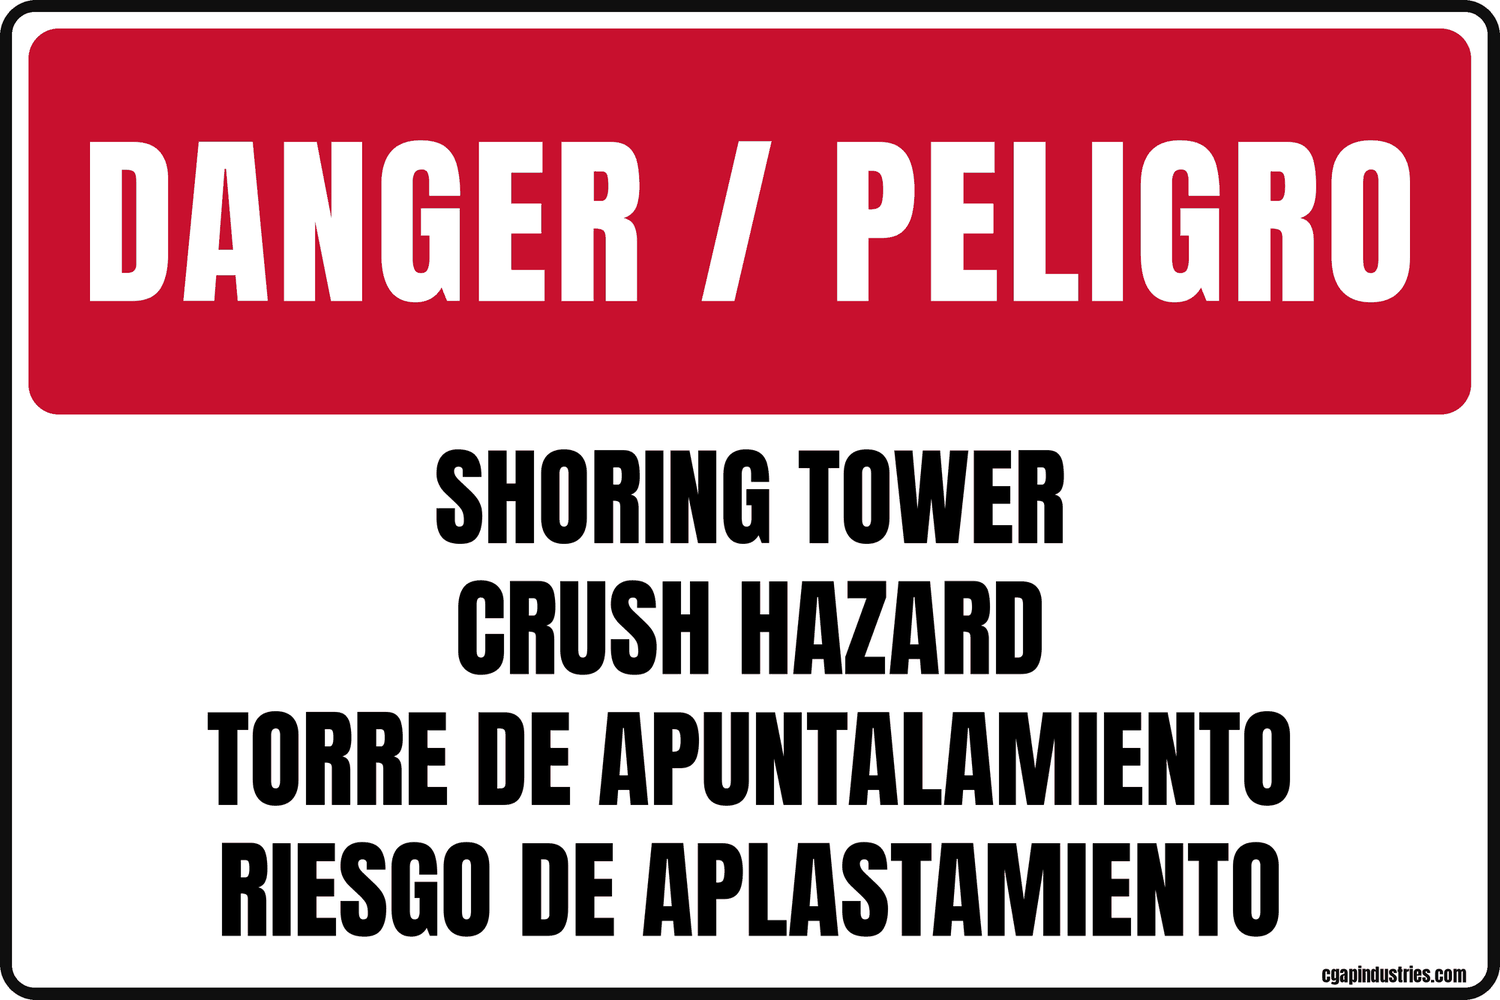 DANGER / PELIGRO
SHORING TOWER
CRUSH HAZARD
TORRE DE APUNTALAMIENTO
RIESGO DE APLASTAMIENTO
cgapindustries.com